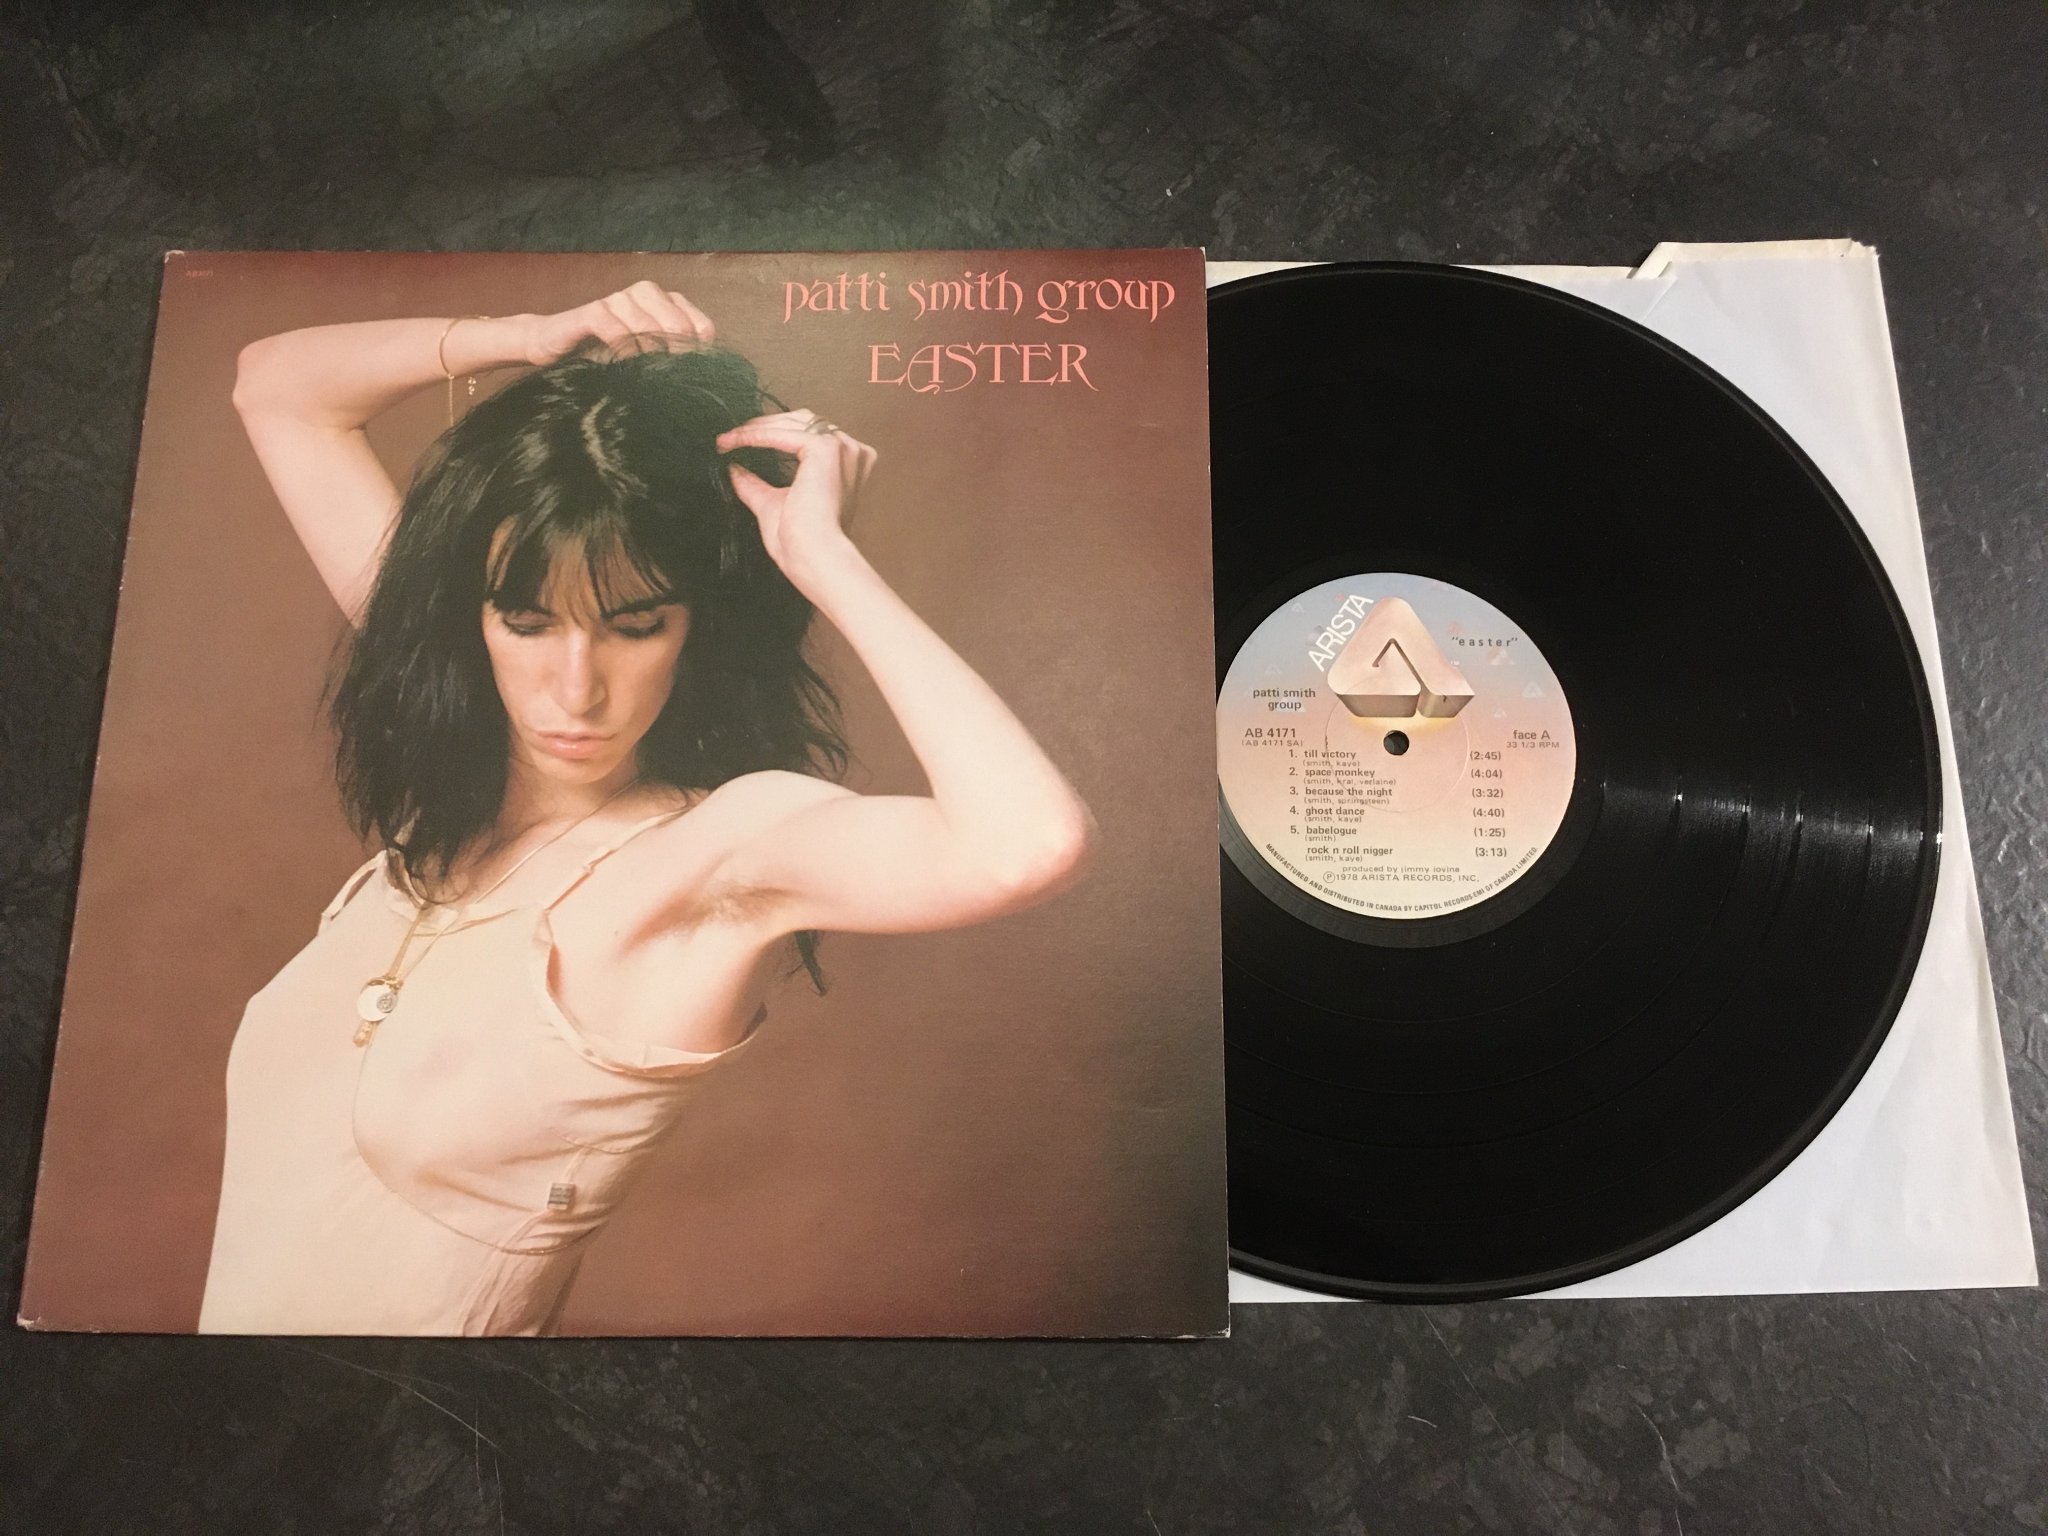 AB 4171
patti smith group
EASTER
ARISTA
"easter"
TM
patti smith
group
AB 4171
(AB 4171 SA)
face A
33 1/3 RPM
1. till victory (2:45)
(smith, kaye)
2. space monkey (4:04)
(smith, kral, verlaine)
3. because the night (3:32)
(smith, springsteen)
4. ghost dance (4:40)
(smith, kaye)
5. babelogue (1:25)
(smith)
rock n roll nigger (3:13)
(smith, kaye)
produced by jimmy iovine
℗1978 ARISTA RECORDS, INC.
MANUFACTURED AND DISTRIBUTED IN CANADA BY CAPITOL RECORDS-EMI OF CANADA LIMITED.